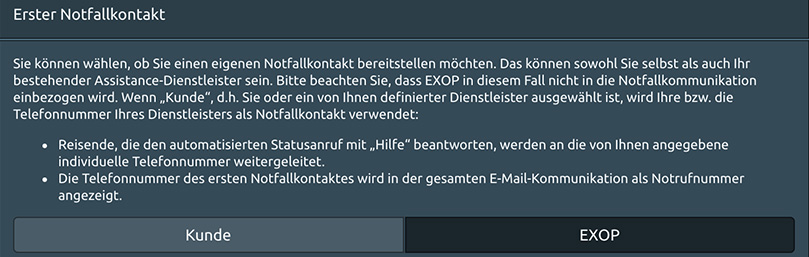 Erster Notfallkontakt
Sie können wählen, ob Sie einen eigenen Notfallkontakt bereitstellen möchten. Das können sowohl Sie selbst als auch Ihr
bestehender Assistance-Dienstleister sein. Bitte beachten Sie, dass EXOP in diesem Fall nicht in die Notfallkommunikation
einbezogen wird. Wenn „Kunde“, d.h. Sie oder ein von Ihnen definierter Dienstleister ausgewählt ist, wird Ihre bzw. die
Telefonnummer Ihres Dienstleisters als Notfallkontakt verwendet:
• Reisende, die den automatisierten Statusanruf mit „Hilfe“ beantworten, werden an die von Ihnen angegebene
individuelle Telefonnummer weitergeleitet.
• Die Telefonnummer des ersten Notfallkontaktes wird in der gesamten E-Mail-Kommunikation als Notrufnummer
angezeigt.
Kunde EXOP